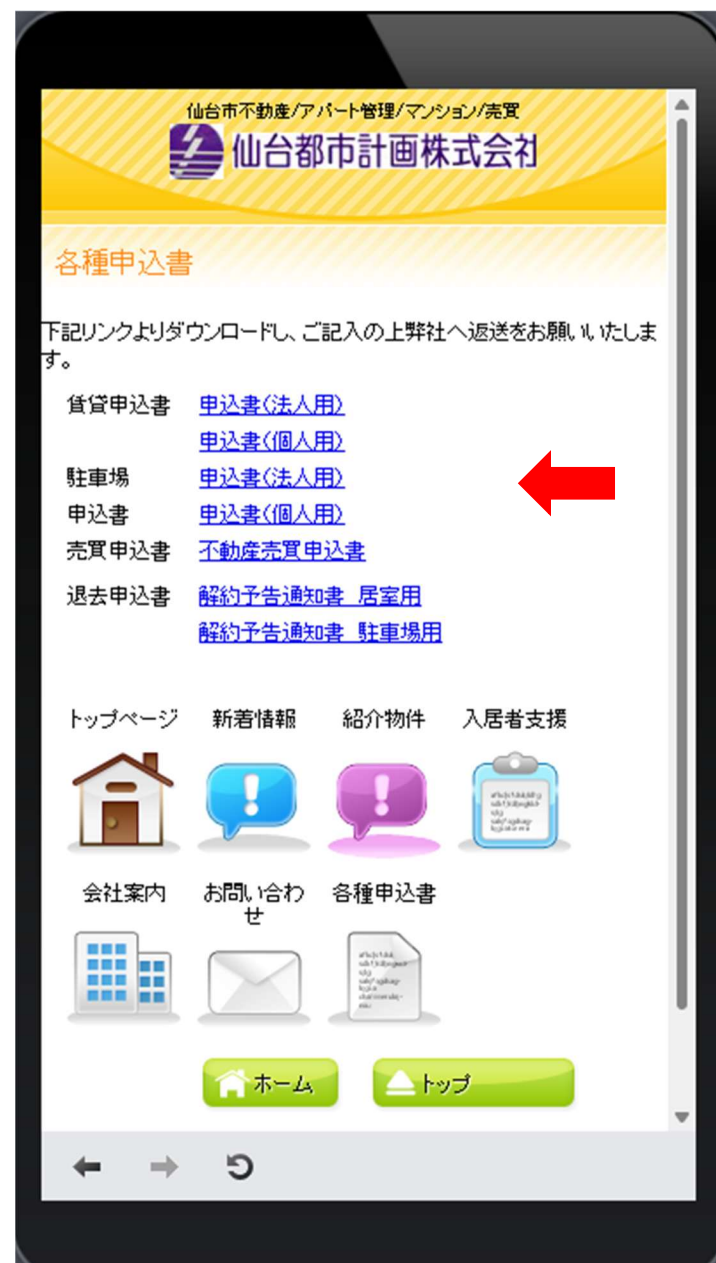 仙台市不動産/アパート管理/マンション/売買
仙台都市計画株式会社
各種申込書
下記リンクよりダウンロードし、ご記入の上弊社へ返送をお願いいたしま
す。
賃貸申込書 申込書(法人用)
申込書(個人用)
駐車場 申込書(法人用)
申込書 申込書(個人用)
売買申込書 不動産売買申込書
退去申込書 解約予告通知書 居室用
解約予告通知書 駐車場用
トップページ 新着情報 紹介物件 入居者支援
会社案内 お問い合わ 各種申込書
せ
ホーム トップ